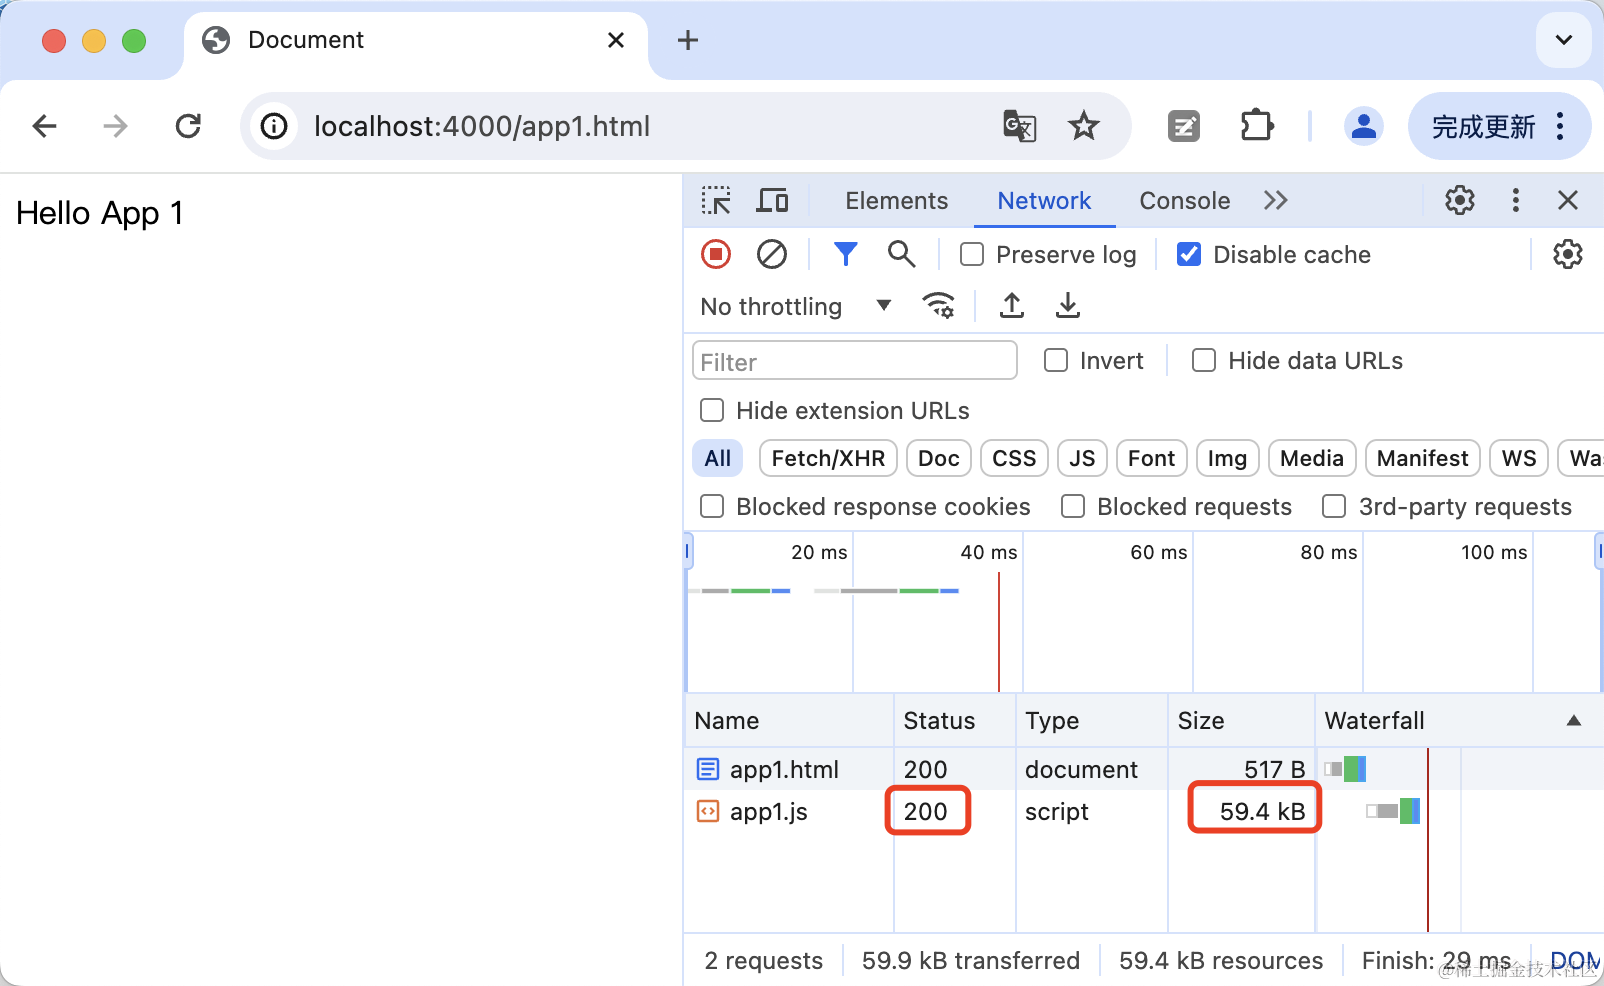 Document
localhost:4000/app1.html
完成更新
Hello App 1
Elements Network Console
Preserve log Disable cache
No throttling
Filter Invert Hide data URLs
Hide extension URLs
All Fetch/XHR Doc CSS JS Font Img Media Manifest WS Was
Blocked response cookies Blocked requests 3rd-party requests
20 ms 40 ms 60 ms 80 ms 100 ms
Name Status Type Size Waterfall
app1.html 200 document 517 B
app1.js 200 script 59.4 kB
2 requests 59.9 kB transferred 59.4 kB resources Finish: 29 ms DOM
@稀土掘金技术社区